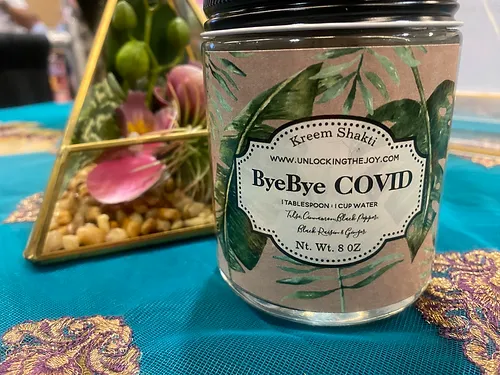 Kreem Shakti
WWW.UNLOCKINGTHEJOY.COM
ByeBye COVID
1 TABLESPOON : 1 CUP WATER
Tulsi, Cinnamon, Black Pepper,
Black Raisin & Ginger
Nt. Wt. 8 OZ